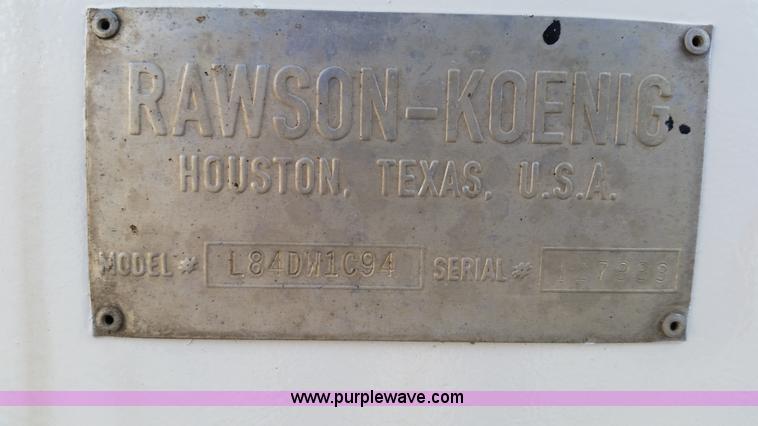 RAWSON-KOENIG
HOUSTON, TEXAS, U.S.A.
MODEL # L84DW1C94 SERIAL #
www.purplewave.com